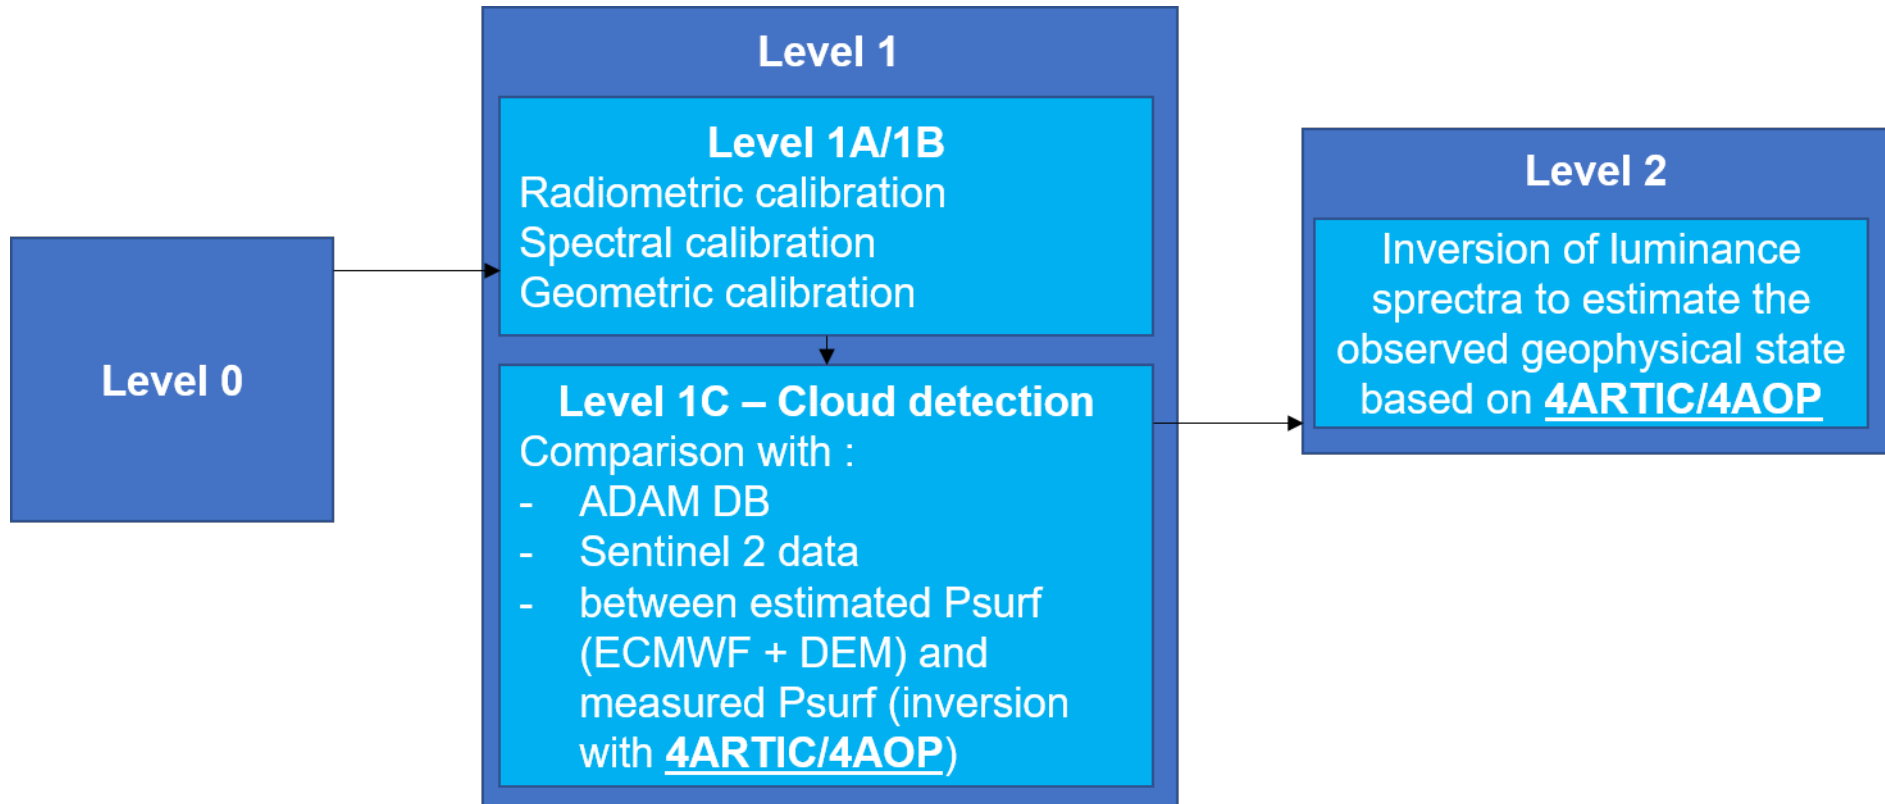 Level 0
Level 1
Level 1A/1B
Radiometric calibration
Spectral calibration
Geometric calibration
Level 1C – Cloud detection
Comparison with :
- ADAM DB
- Sentinel 2 data
- between estimated Psurf
(ECMWF + DEM) and
measured Psurf (inversion
with 4ARTIC/4AOP)
Level 2
Inversion of luminance
sprectra to estimate the
observed geophysical state
based on 4ARTIC/4AOP